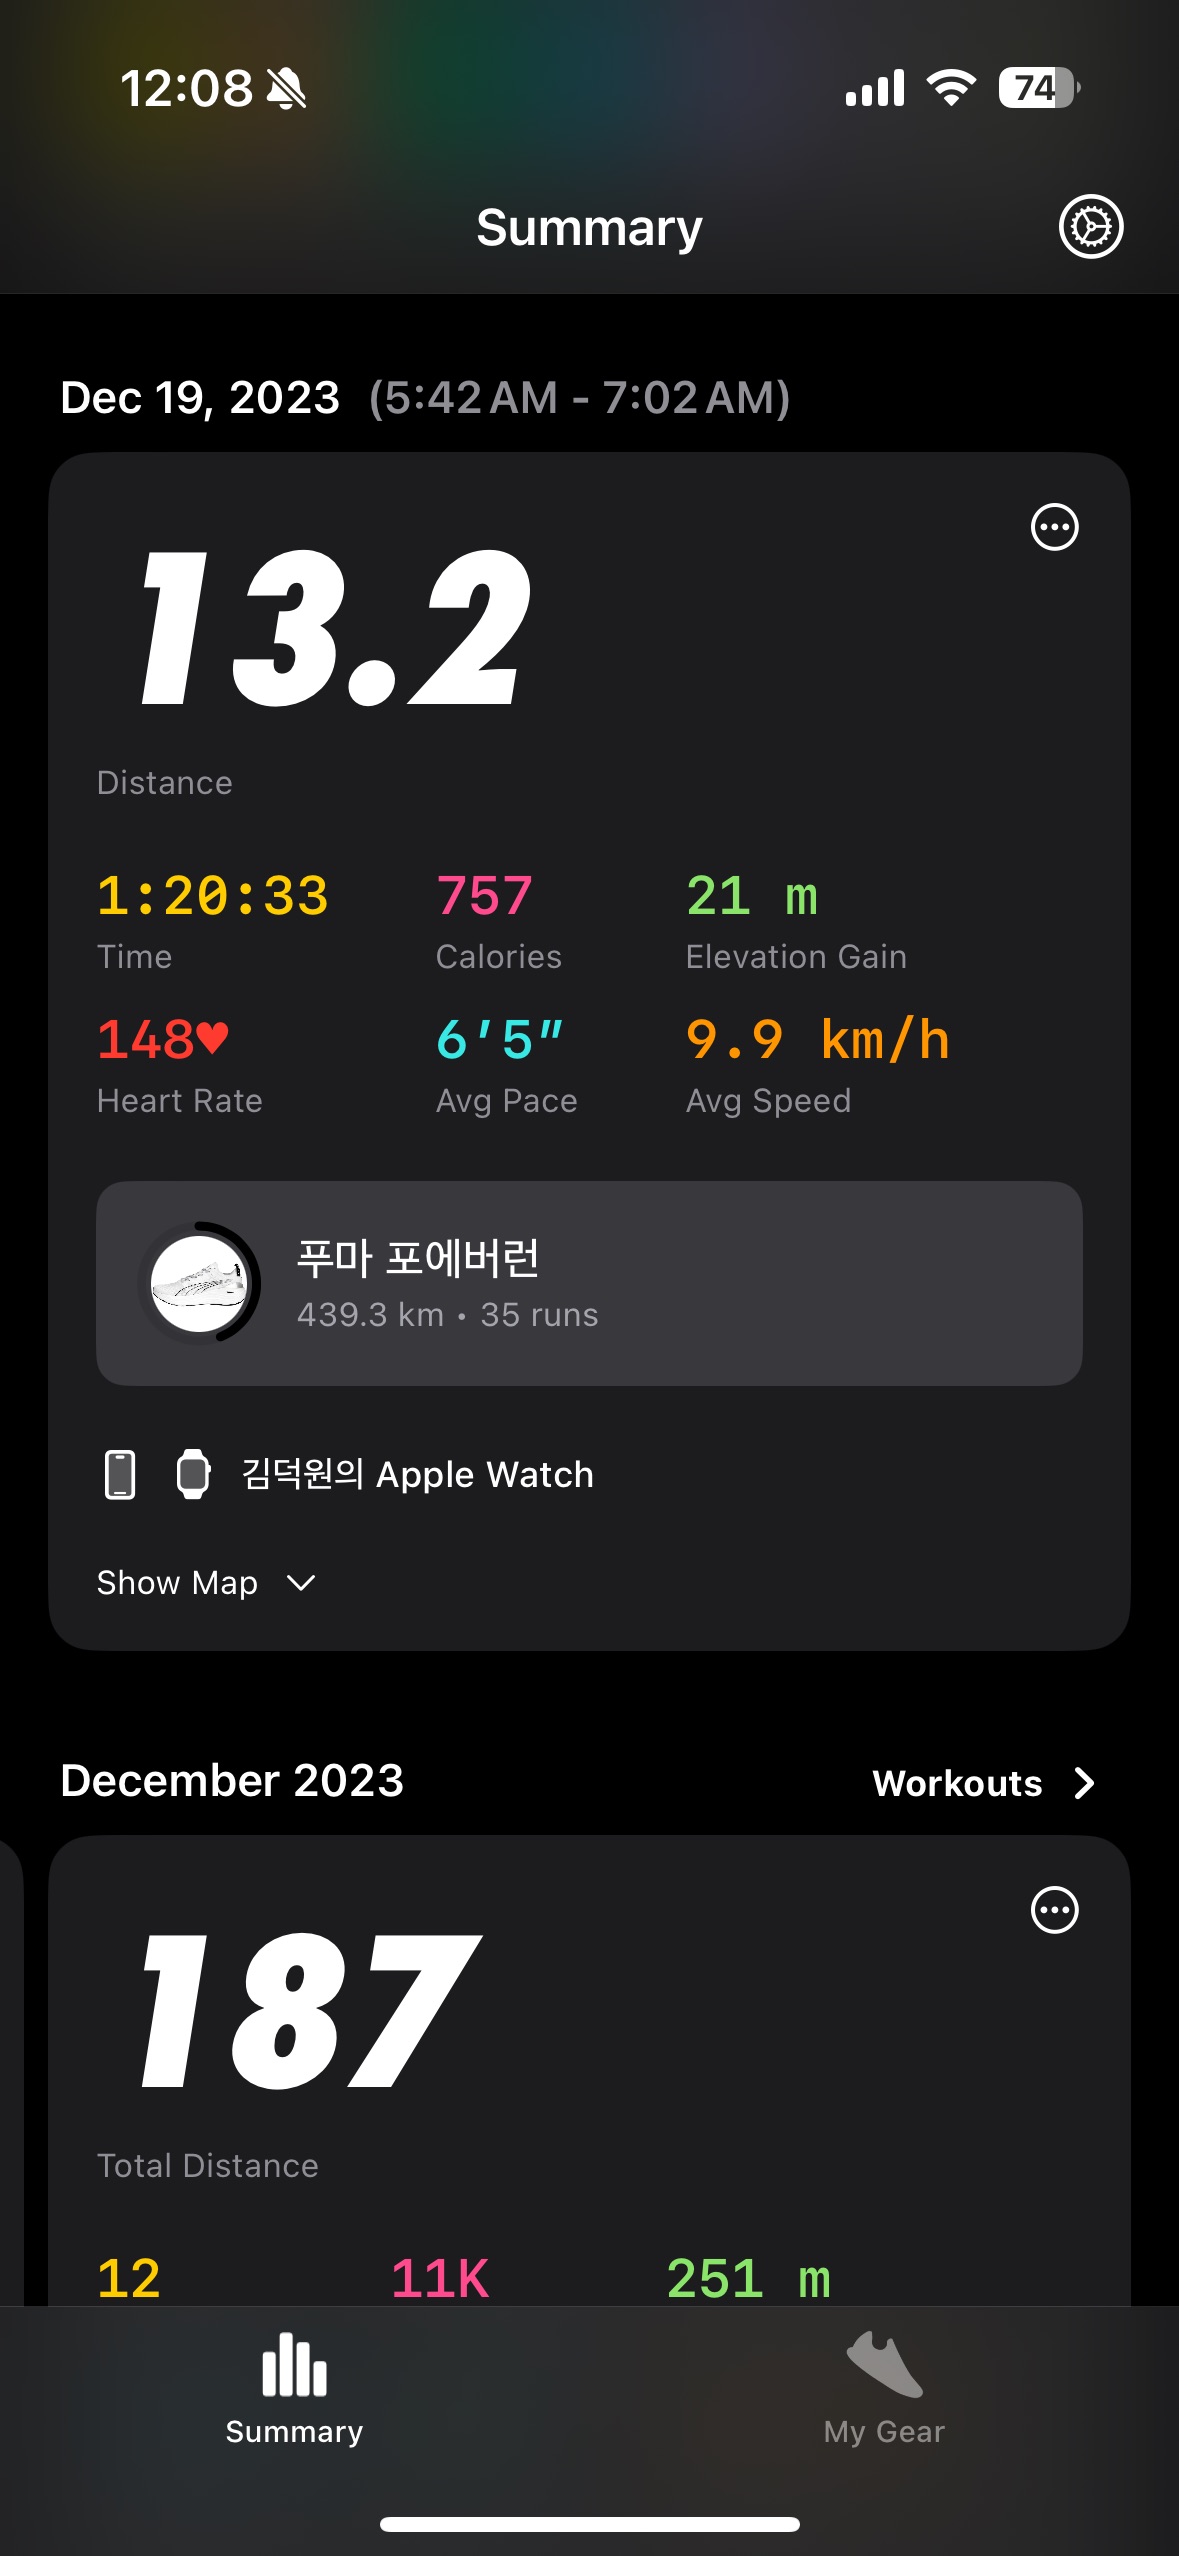 12:08
74
Summary
Dec 19, 2023 (5:42 AM - 7:02 AM)
13.2
Distance
1:20:33 757 21 m
Time Calories Elevation Gain
148♥ 6'5" 9.9 km/h
Heart Rate Avg Pace Avg Speed
푸마 포에버런
439.3 km • 35 runs
김덕원의 Apple Watch
Show Map
December 2023 Workouts
187
Total Distance
12 11K 251 m
Summary My Gear